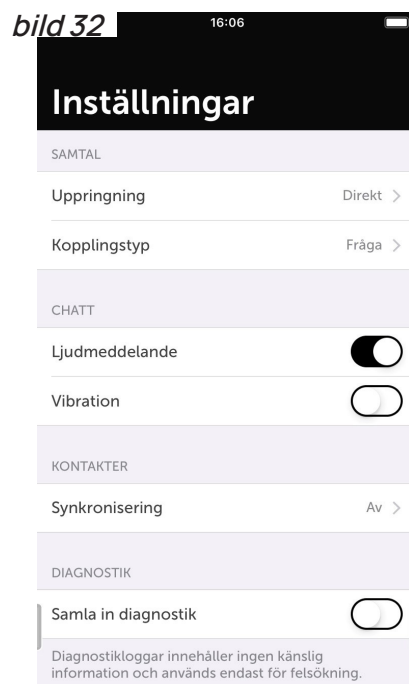 bild 32
16:06
Inställningar
SAMTAL
Uppringning Direkt
Kopplingstyp Fråga
CHATT
Ljudmeddelande
Vibration
KONTAKTER
Synkronisering Av
DIAGNOSTIK
Samla in diagnostik
Diagnostikloggar innehåller ingen känslig
information och används endast för felsökning.